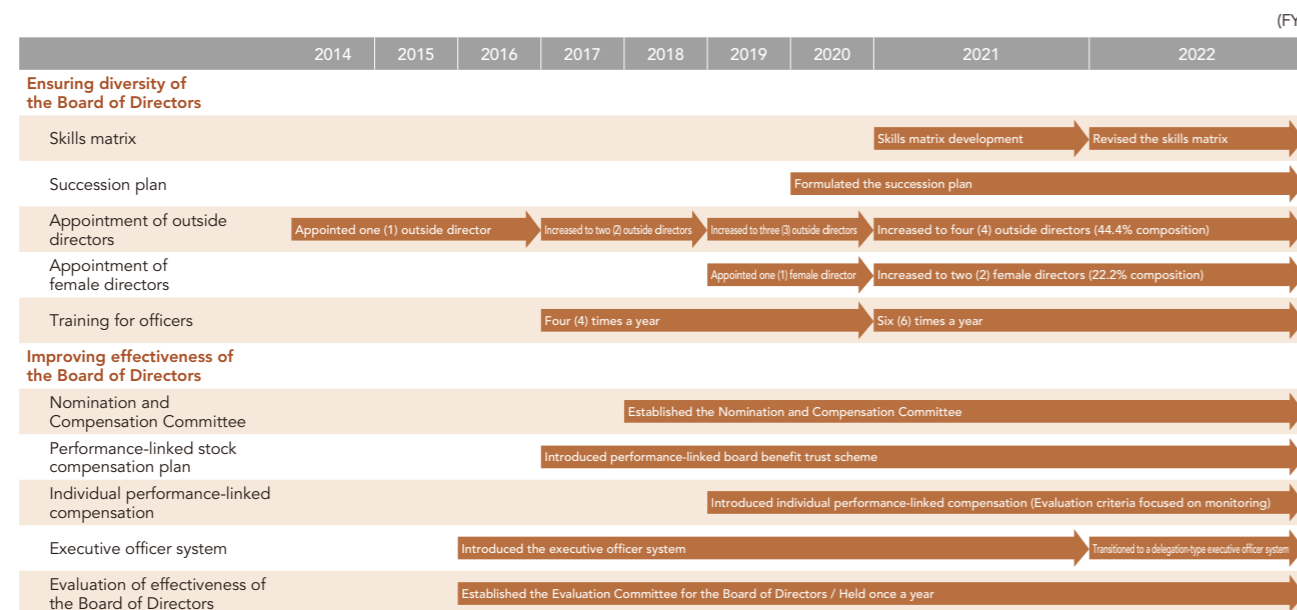 (FY
2014 2015 2016 2017 2018 2019 2020 2021 2022
Ensuring diversity of
the Board of Directors
Skills matrix
Skills matrix development
Revised the skills matrix
Succession plan
Formulated the succession plan
Appointment of outside
directors
Appointed one (1) outside director
Increased to two (2) outside directors
Increased to three (3) outside directors
Increased to four (4) outside directors (44.4% composition)
Appointment of
female directors
Appointed one (1) female director
Increased to two (2) female directors (22.2% composition)
Training for officers
Four (4) times a year
Six (6) times a year
Improving effectiveness of
the Board of Directors
Nomination and
Compensation Committee
Established the Nomination and Compensation Committee
Performance-linked stock
compensation plan
Introduced performance-linked board benefit trust scheme
Individual performance-linked
compensation
Introduced individual performance-linked compensation (Evaluation criteria focused on monitoring)
Executive officer system
Introduced the executive officer system
Transitioned to a delegation-type executive officer system
Evaluation of effectiveness of
the Board of Directors
Established the Evaluation Committee for the Board of Directors / Held once a year